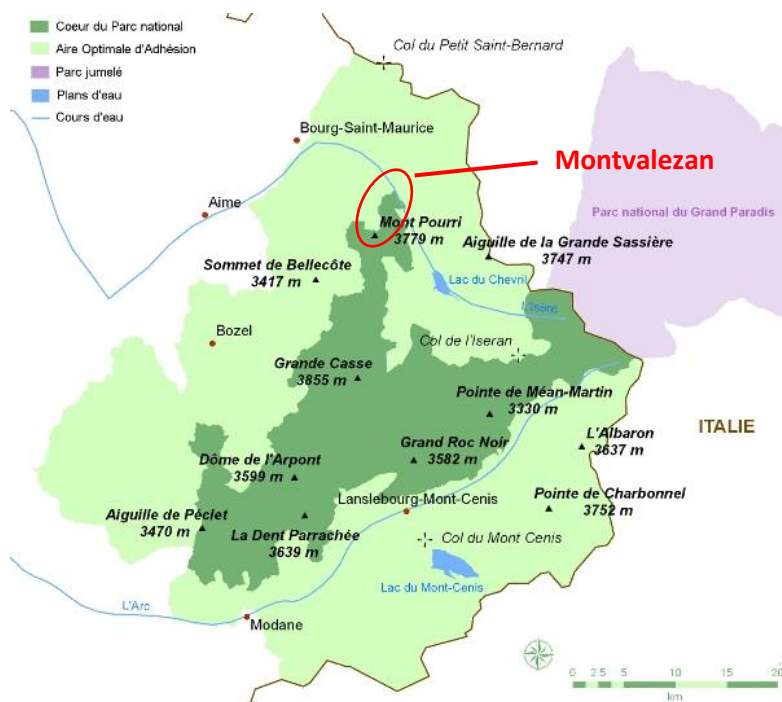 Coeur du Parc national
Aire Optimale d'Adhésion
Parc jumelé
Plans d'eau
Cours d'eau
Col du Petit Saint-Bernard
Bourg-Saint-Maurice
Montvalezan
Aime
Parc national du Grand Paradis
Mont Pourri
3779 m
Aiguille de la Grande Sassière
3747 m
Sommet de Bellecôte
3417 m
Lac du Chevril
L'Isère
Bozel
Col de l'Iseran
Grande Casse
3855 m
Pointe de Méan-Martin
3330 m
ITALIE
L'Albaron
3637 m
Grand Roc Noir
3582 m
Dôme de l'Arpont
3599 m
Lanslebourg-Mont-Cenis
Pointe de Charbonnel
3752 m
Aiguille de Péclet
3470 m
La Dent Parrachée
3639 m
Col du Mont Cenis
Lac du Mont-Cenis
L'Arc
Modane
0 2.5 5 10 15 20
km